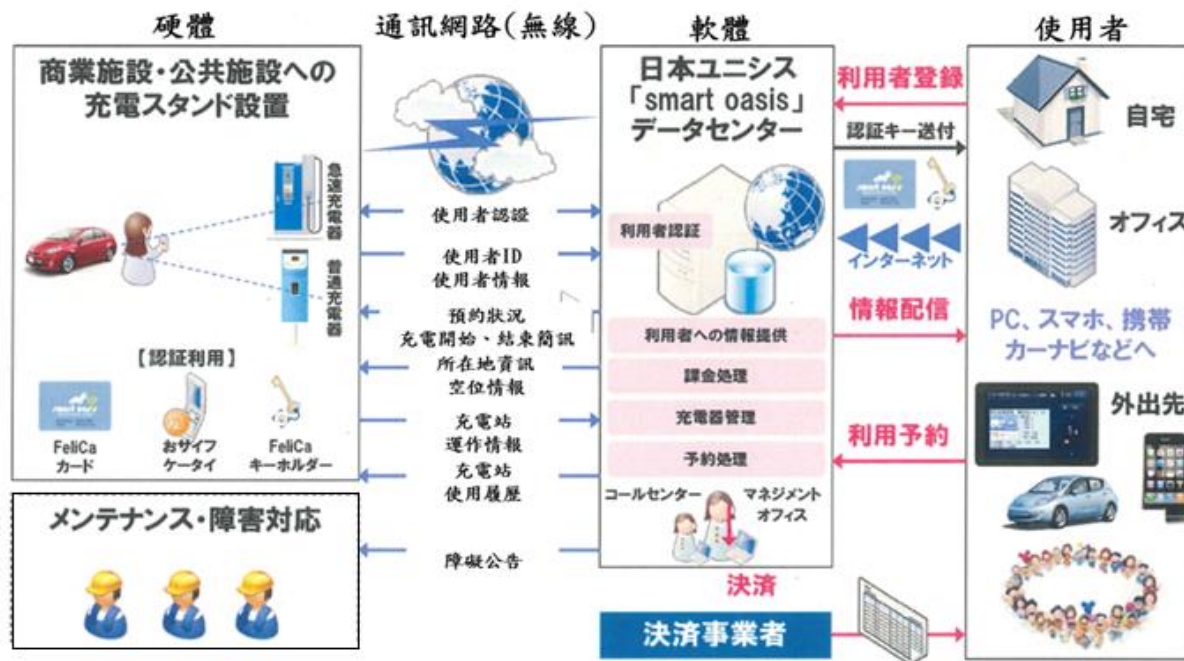 硬體
通訊網路(無線)
軟體
使用者
商業施設・公共施設への
充電スタンド設置
急速充電器
普通充電器
【認証利用】
FeliCa
カード
おサイフ
ケータイ
FeliCa
キーホルダー
メンテナンス・障害対応
使用者認證
使用者ID
使用者情報
預約狀況
充電開始、結束簡訊
所在地資訊
空位情報
充電站
運作情報
充電站
使用履歷
障礙公告
日本ユニシス
「smart oasis」
データセンター
利用者認証
利用者への情報提供
課金処理
充電器管理
予約処理
コールセンター
マネジメント
オフィス
決済
決済事業者
利用者登録
認証キー送付
インターネット
情報配信
利用予約
自宅
オフィス
PC、スマホ、携帯
カーナビなどへ
外出先